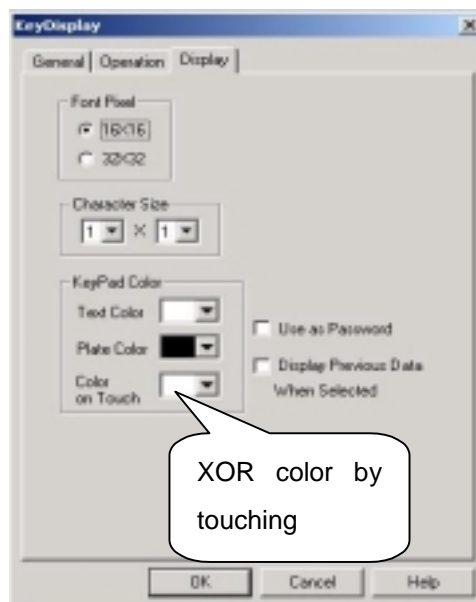 KeyDisplay
General Operation Display
Font Pixel
16X16
32X32
Character Size
1 X 1
KeyPad Color
Text Color
Plate Color
Color
on Touch
Use as Password
Display Previous Data
When Selected
XOR color by
touching
OK Cancel Help